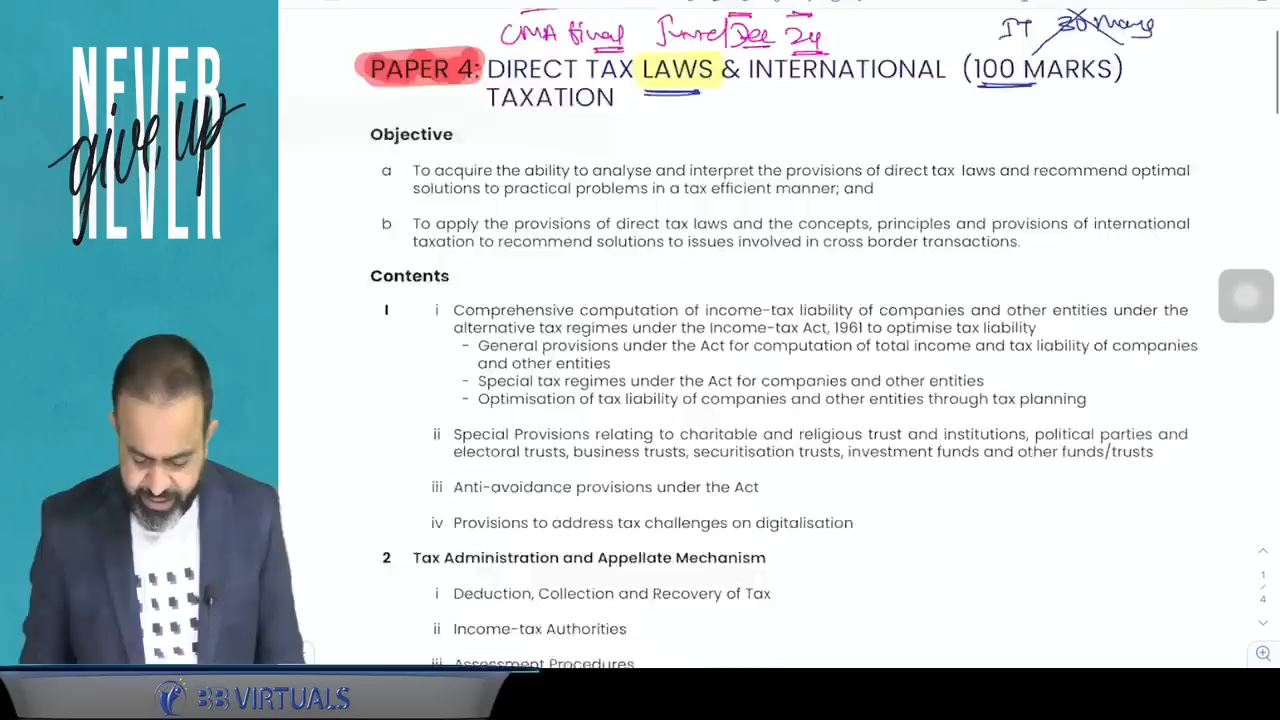 NEVER
give up
NEVER
CMA final June/Dec 24
IT 30 Marks
PAPER 4: DIRECT TAX LAWS & INTERNATIONAL (100 MARKS)
TAXATION
Objective
a To acquire the ability to analyse and interpret the provisions of direct tax laws and recommend optimal
solutions to practical problems in a tax efficient manner; and
b To apply the provisions of direct tax laws and the concepts, principles and provisions of international
taxation to recommend solutions to issues involved in cross border transactions.
Contents
1 i Comprehensive computation of income-tax liability of companies and other entities under the
alternative tax regimes under the Income-tax Act, 1961 to optimise tax liability
- General provisions under the Act for computation of total income and tax liability of companies
and other entities
- Special tax regimes under the Act for companies and other entities
- Optimisation of tax liability of companies and other entities through tax planning
ii Special Provisions relating to charitable and religious trust and institutions, political parties and
electoral trusts, business trusts, securitisation trusts, investment funds and other funds/trusts
iii Anti-avoidance provisions under the Act
iv Provisions to address tax challenges on digitalisation
2 Tax Administration and Appellate Mechanism
i Deduction, Collection and Recovery of Tax
ii Income-tax Authorities
iii Assessment Procedures
1
/
4
BB VIRTUALS